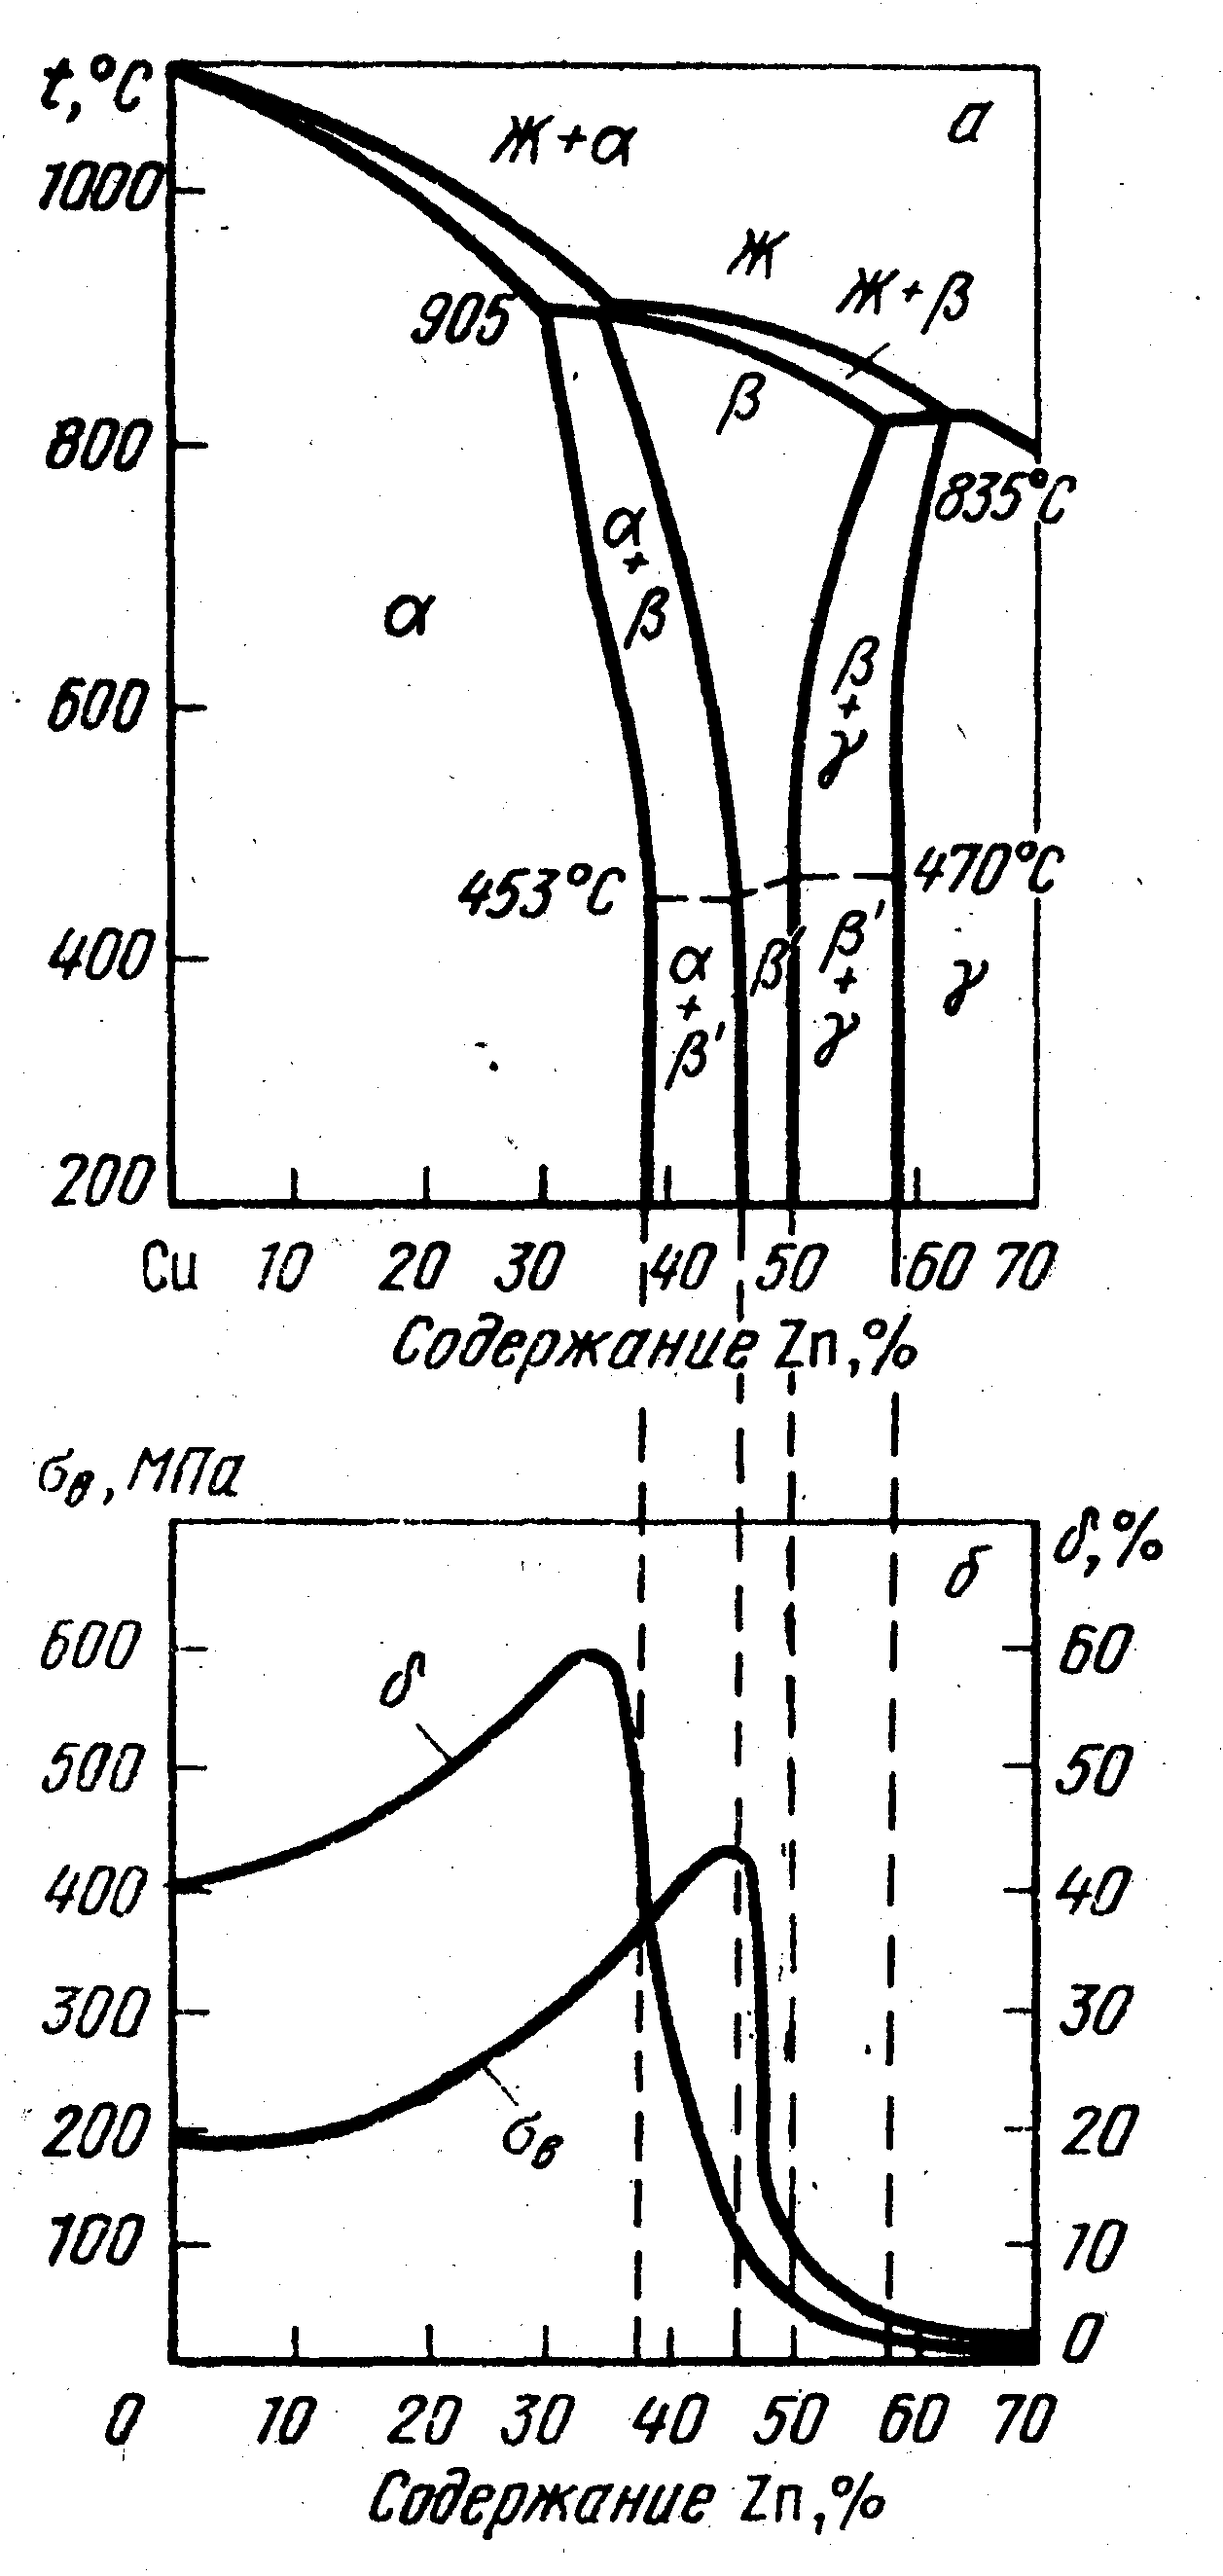 t,°C
а
Ж+α
1000
Ж
Ж+β
905
β
800
835°C
α
+
β
α
β
+
γ
600
453°C
470°C
400
α
+
β'
β'
β'
+
γ
γ
200
Cu 10 20 30 40 50 60 70
Содержание Zn,%
σв, МПа
δ,%
б
600
60
δ
500
50
400
40
300
30
200
20
σв
100
10
0
0 10 20 30 40 50 60 70
Содержание Zn,%